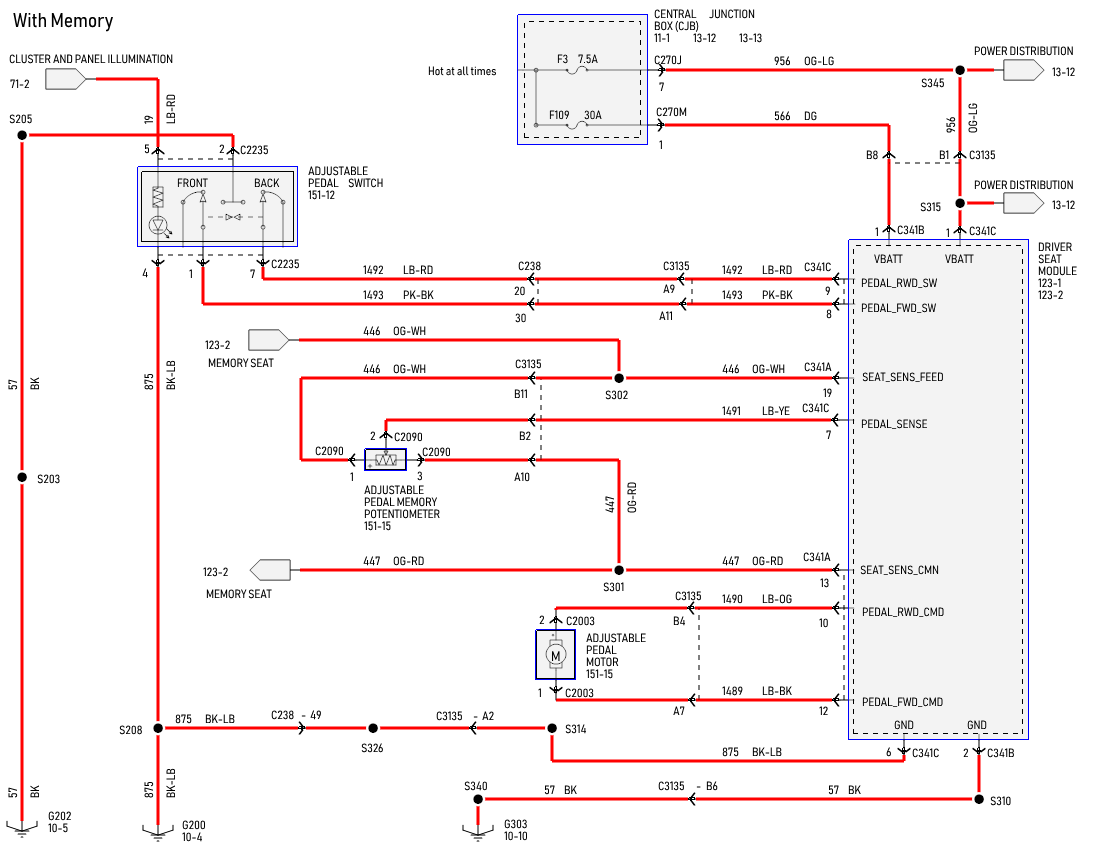 With Memory
CLUSTER AND PANEL ILLUMINATION
71-2
19
LB-RD
S205
5
2
C2235
FRONT
BACK
ADJUSTABLE
PEDAL SWITCH
151-12
4
1
7
C2235
CENTRAL JUNCTION
BOX (CJB)
11-1 13-12 13-13
Hot at all times
F3 7.5A
F109 30A
C270J
7
C270M
1
956 OG-LG
566 DG
S345
POWER DISTRIBUTION
13-12
956
OG-LG
B8
B1
C3135
S315
POWER DISTRIBUTION
13-12
1
C341B
1
C341C
VBATT
VBATT
DRIVER
SEAT
MODULE
123-1
123-2
1492 LB-RD
C238
20
C3135
A9
1492 LB-RD
C341C
9
PEDAL_RWD_SW
1493 PK-BK
30
A11
1493 PK-BK
8
PEDAL_FWD_SW
123-2
MEMORY SEAT
446 OG-WH
446 OG-WH
C3135
B11
S302
446 OG-WH
C341A
19
SEAT_SENS_FEED
B2
1491 LB-YE
C341C
7
PEDAL_SENSE
2
C2090
C2090
1
C2090
3
A10
ADJUSTABLE
PEDAL MEMORY
POTENTIOMETER
151-15
447
OG-RD
57
BK
875
BK-LB
S203
123-2
MEMORY SEAT
447 OG-RD
S301
447 OG-RD
C341A
13
SEAT_SENS_CMN
C3135
B4
1490 LB-OG
10
PEDAL_RWD_CMD
2
C2003
M
ADJUSTABLE
PEDAL
MOTOR
151-15
1
C2003
A7
1489 LB-BK
12
PEDAL_FWD_CMD
GND
GND
S208
875 BK-LB
C238 - 49
S326
C3135 - A2
S314
875 BK-LB
6
C341C
2
C341B
57
BK
875
BK-LB
S340
57 BK
C3135 - B6
57 BK
S310
G202
10-5
G200
10-4
G303
10-10